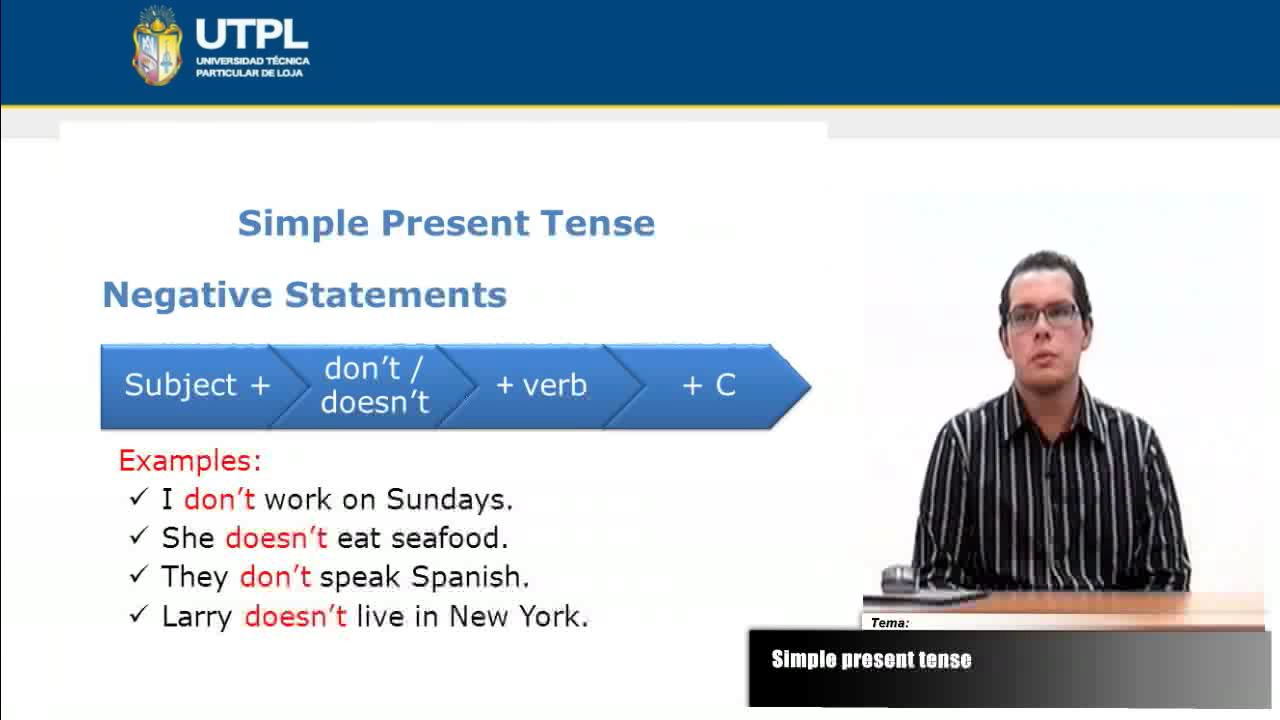 UTPL
UNIVERSIDAD TÉCNICA
PARTICULAR DE LOJA
Simple Present Tense
Negative Statements
Subject +
don’t /
doesn’t
+ verb
+ C
Examples:
✓ I don’t work on Sundays.
✓ She doesn’t eat seafood.
✓ They don’t speak Spanish.
✓ Larry doesn’t live in New York.
Tema:
Simple present tense